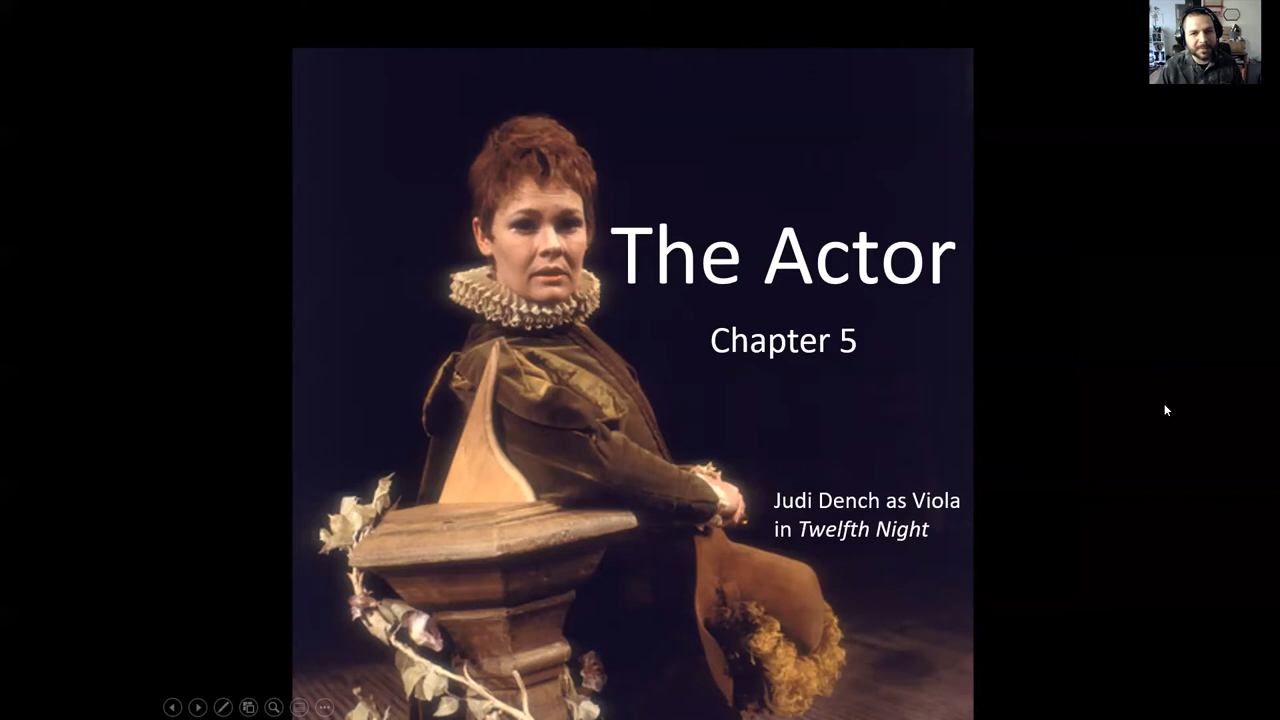 The Actor
Chapter 5
Judi Dench as Viola
in Twelfth Night